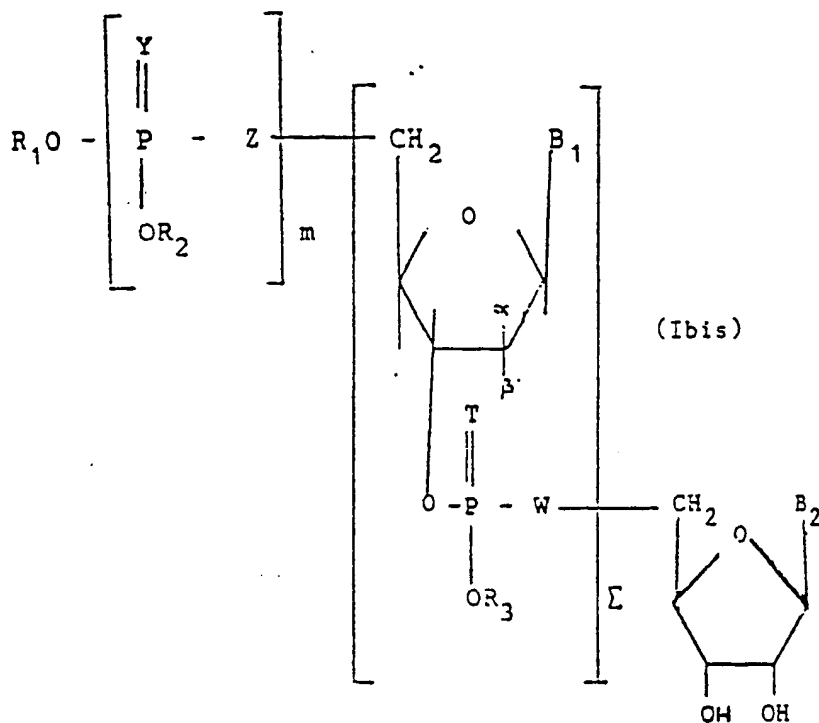 Y
R₁O - P - Z CH₂ B₁
OR₂ m
O
α
(Ibis)
β
T
O - P - W CH₂ B₂
O
OR₃ Σ
OH OH